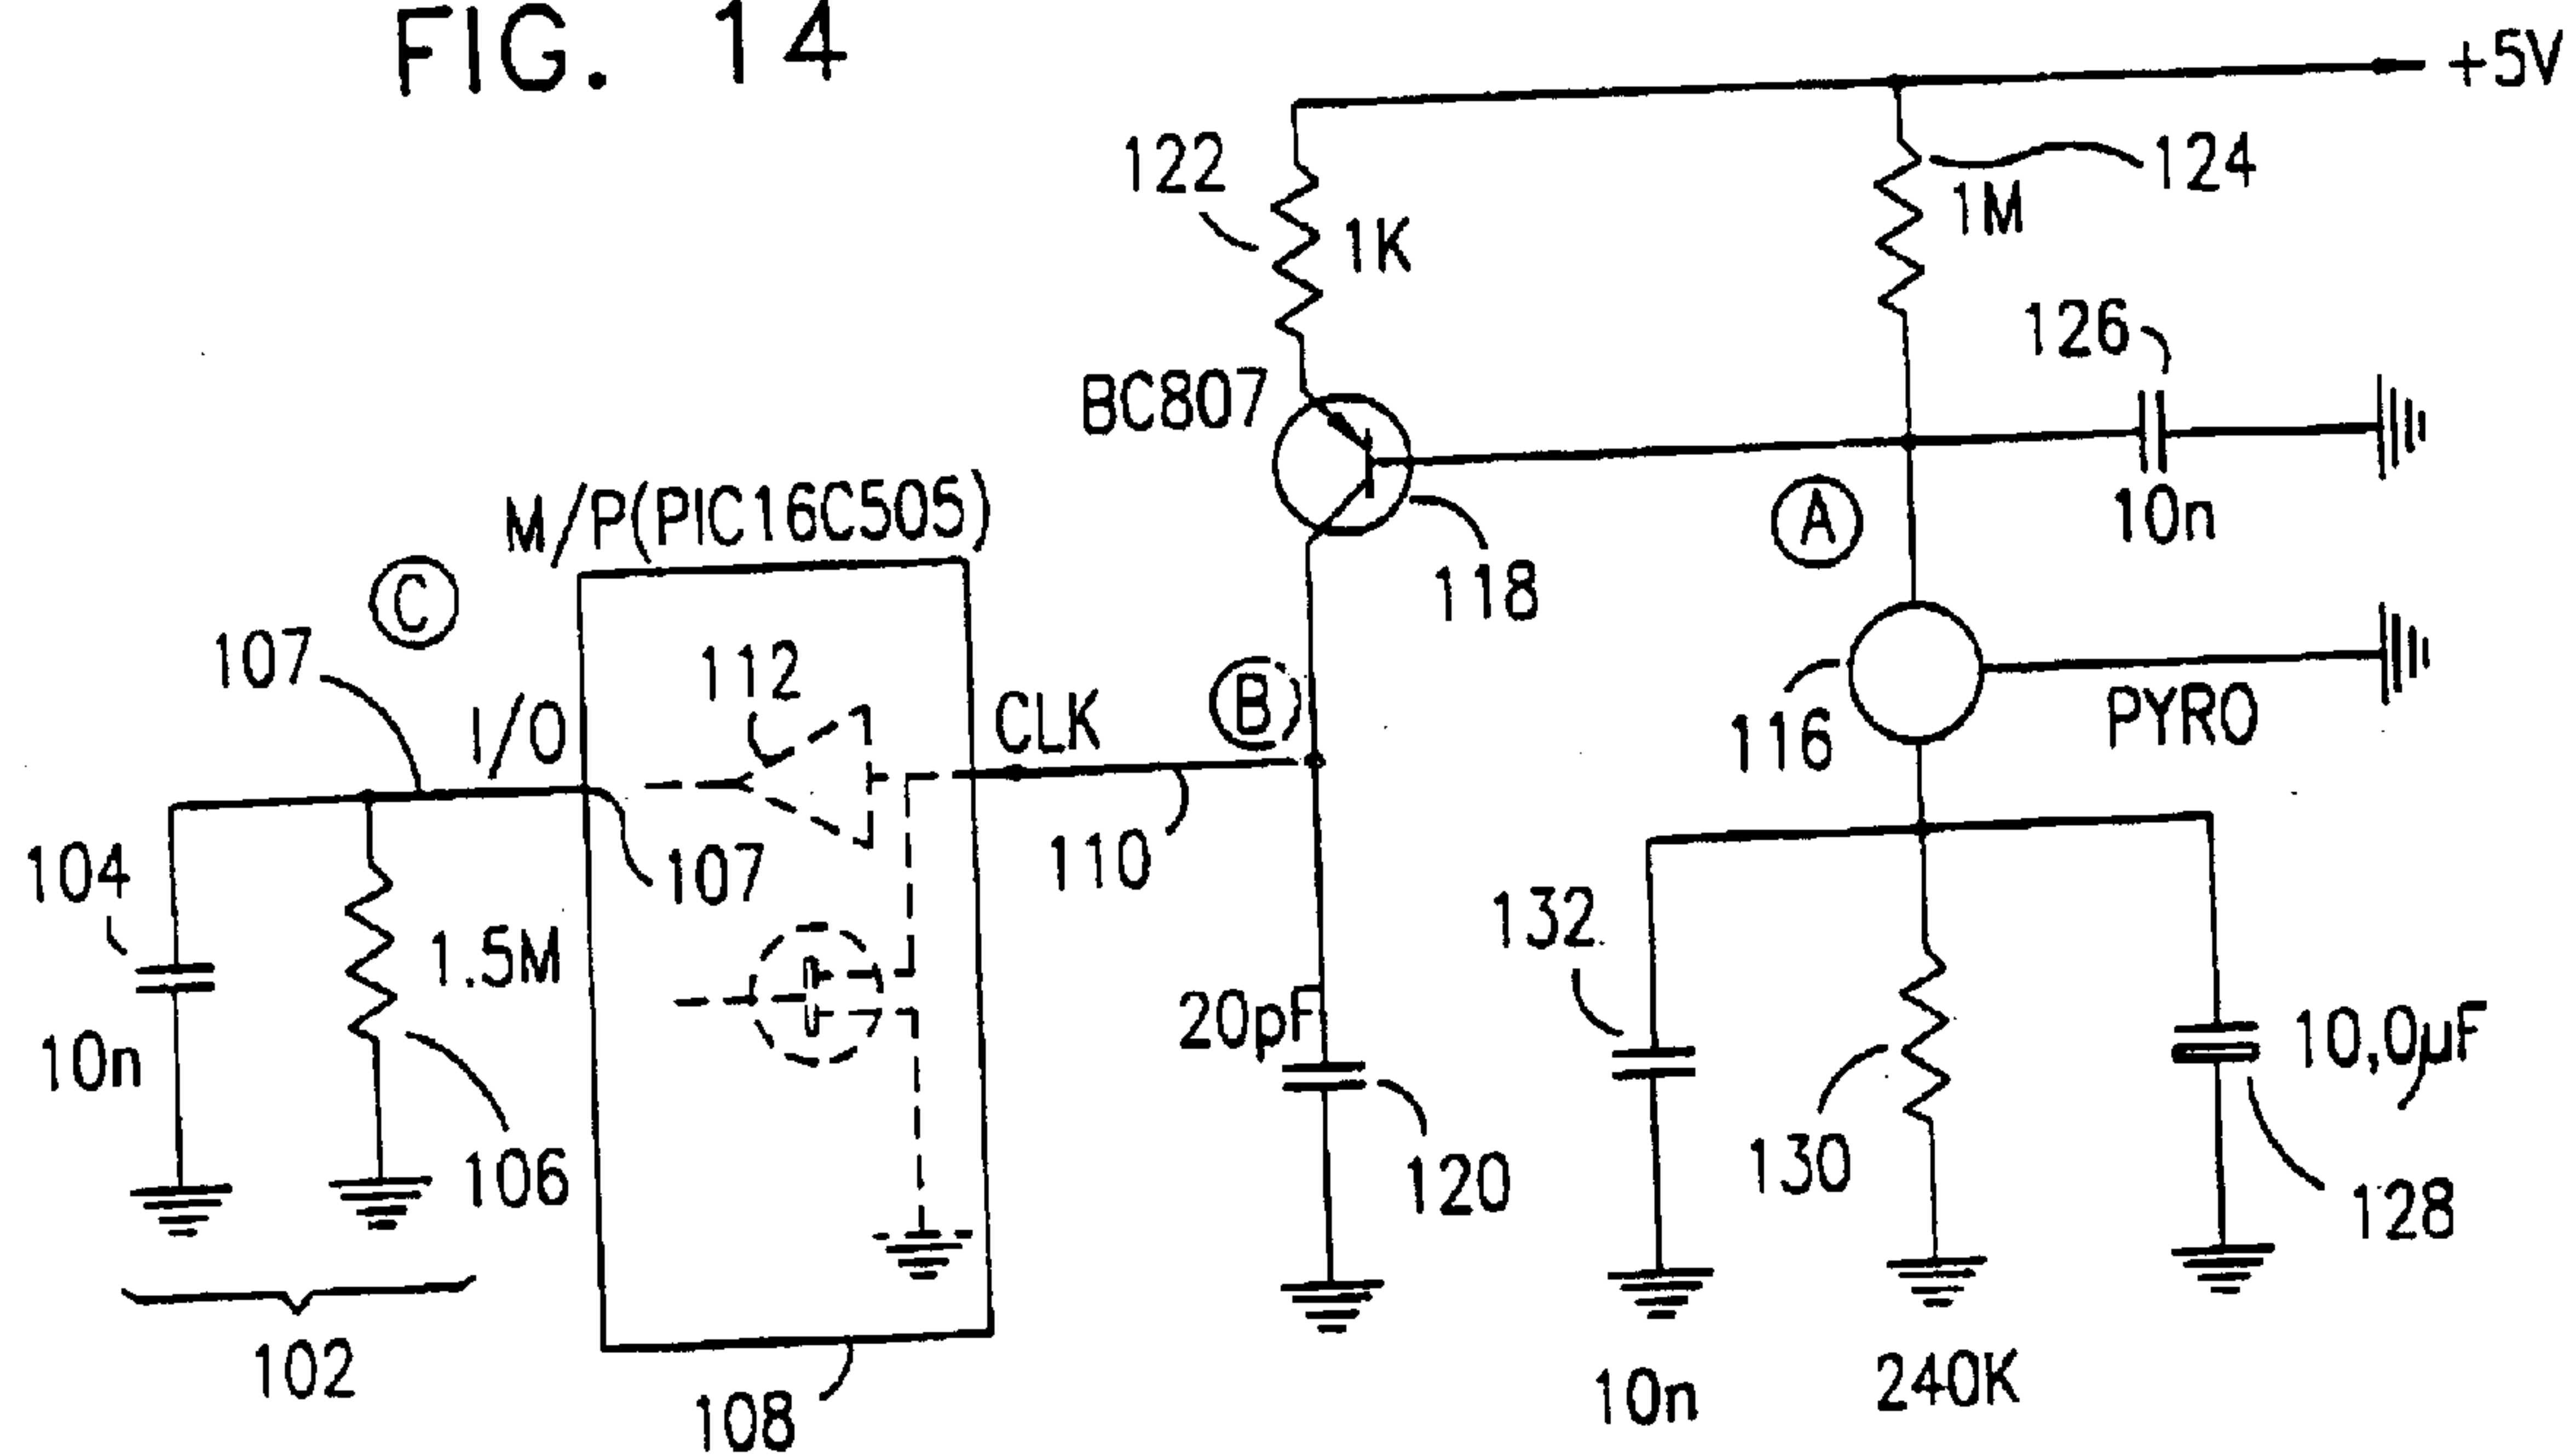 FIG. 14
+5V
122
1K
124
1M
126
10n
BC807
118
A
M/P(PIC16C505)
C
107
I/O
112
CLK
B
110
116
PYRO
104
10n
1.5M
106
107
102
108
20pF
120
132
10n
130
240K
10,0µF
128